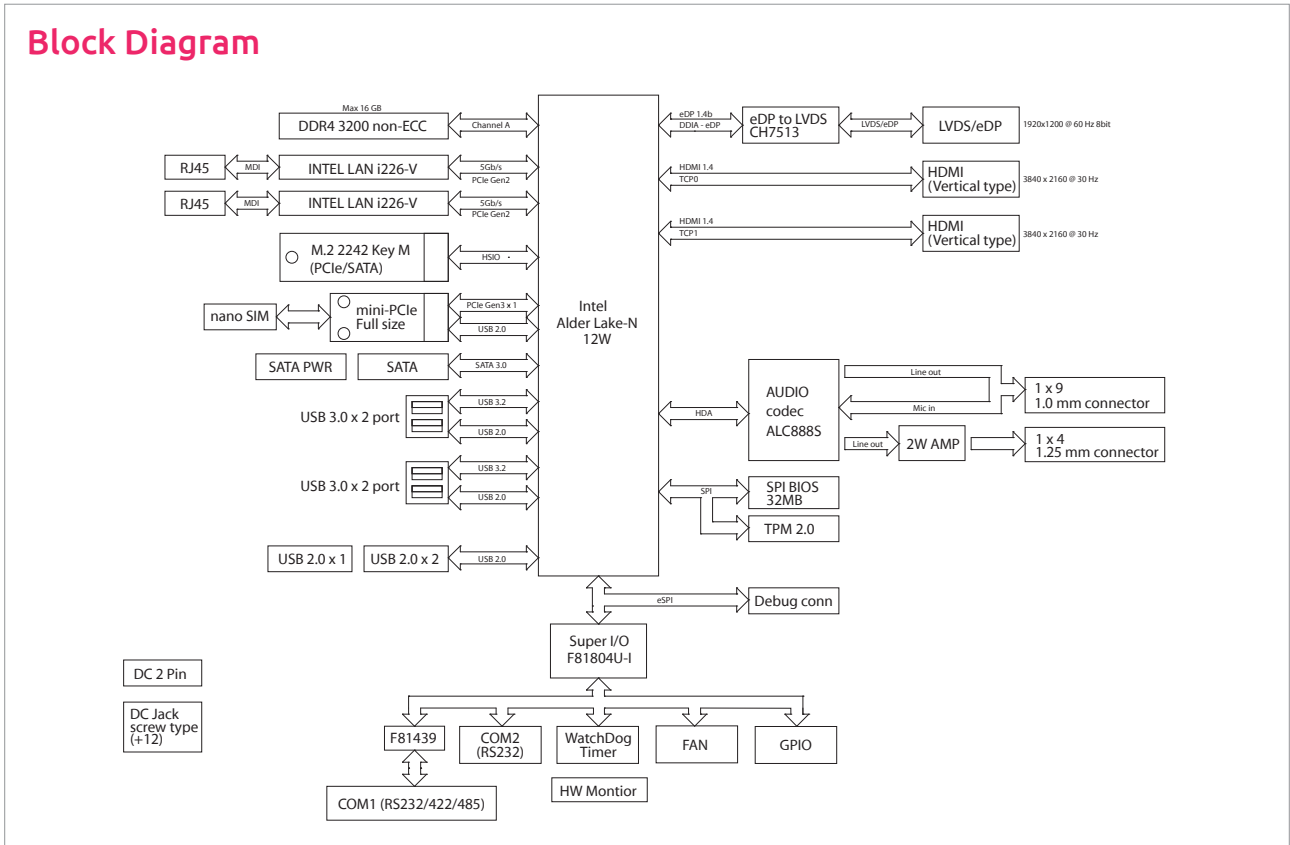 Block Diagram
Max 16 GB
DDR4 3200 non-ECC
Channel A
RJ45
MDI
INTEL LAN i226-V
5Gb/s
PCIe Gen2
RJ45
MDI
INTEL LAN i226-V
5Gb/s
PCIe Gen2
M.2 2242 Key M
(PCIe/SATA)
HSIO
nano SIM
mini-PCIe
Full size
PCIe Gen3 x 1
USB 2.0
SATA PWR
SATA
SATA 3.0
USB 3.0 x 2 port
USB 3.2
USB 2.0
USB 3.0 x 2 port
USB 3.2
USB 2.0
USB 2.0 x 1
USB 2.0 x 2
USB 2.0
Intel
Alder Lake-N
12W
eDP 1.4b
DDIA - eDP
eDP to LVDS
CH7513
LVDS/eDP
LVDS/eDP
1920x1200 @ 60 Hz 8bit
HDMI 1.4
TCP0
HDMI
(Vertical type)
3840 x 2160 @ 30 Hz
HDMI 1.4
TCP1
HDMI
(Vertical type)
3840 x 2160 @ 30 Hz
HDA
AUDIO
codec
ALC888S
Line out
Mic in
1 x 9
1.0 mm connector
Line out
2W AMP
1 x 4
1.25 mm connector
SPI
SPI BIOS
32MB
TPM 2.0
eSPI
Debug conn
Super I/O
F81804U-I
DC 2 Pin
DC Jack
screw type
(+12)
F81439
COM2
(RS232)
WatchDog
Timer
FAN
GPIO
HW Montior
COM1 (RS232/422/485)